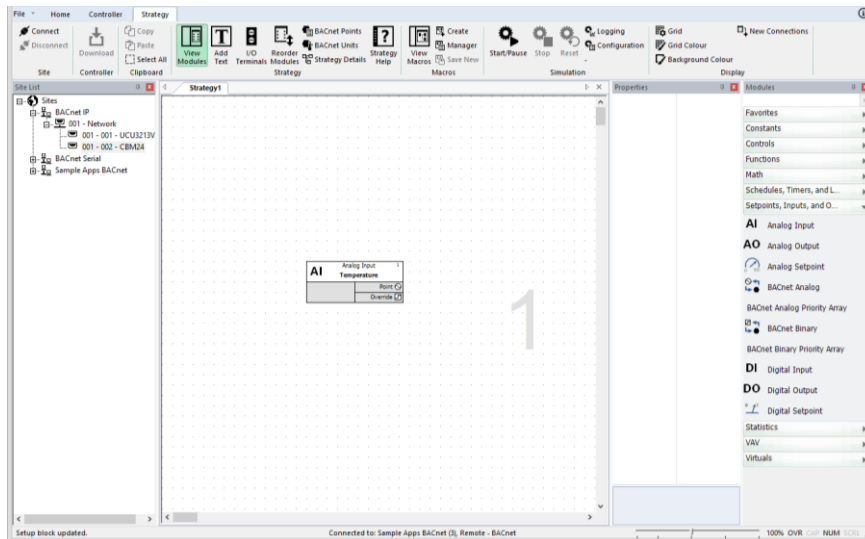 File
Home
Controller
Strategy
Connect
Disconnect
Site
Download
Controller
Copy
Paste
Select All
Clipboard
View Modules
Add Text
I/O Terminals
Reorder Modules
BACnet Points
BACnet Units
Strategy Details
Strategy Help
Strategy
View Macros
Create
Manager
Save New
Macros
Start/Pause
Stop
Reset
Logging
Configuration
Simulation
Grid
Grid Colour
Background Colour
New Connections
Display
Site List
Strategy1
Properties
Modules
Sites
BACnet IP
001 - Network
001 - 001 - UCU3213V
001 - 002 - CBM24
BACnet Serial
Sample Apps BACnet
Analog Input 1
AI Temperature
Point
Override
1
Favorites
Constants
Controls
Functions
Math
Schedules, Timers, and L...
Setpoints, Inputs, and O...
AI Analog Input
AO Analog Output
Analog Setpoint
BACnet Analog
BACnet Analog Priority Array
BACnet Binary
BACnet Binary Priority Array
DI Digital Input
DO Digital Output
Digital Setpoint
Statistics
VAV
Virtuals
Setup block updated.
Connected to: Sample Apps BACnet (3), Remote - BACnet
100% OVR CAP NUM SCRL